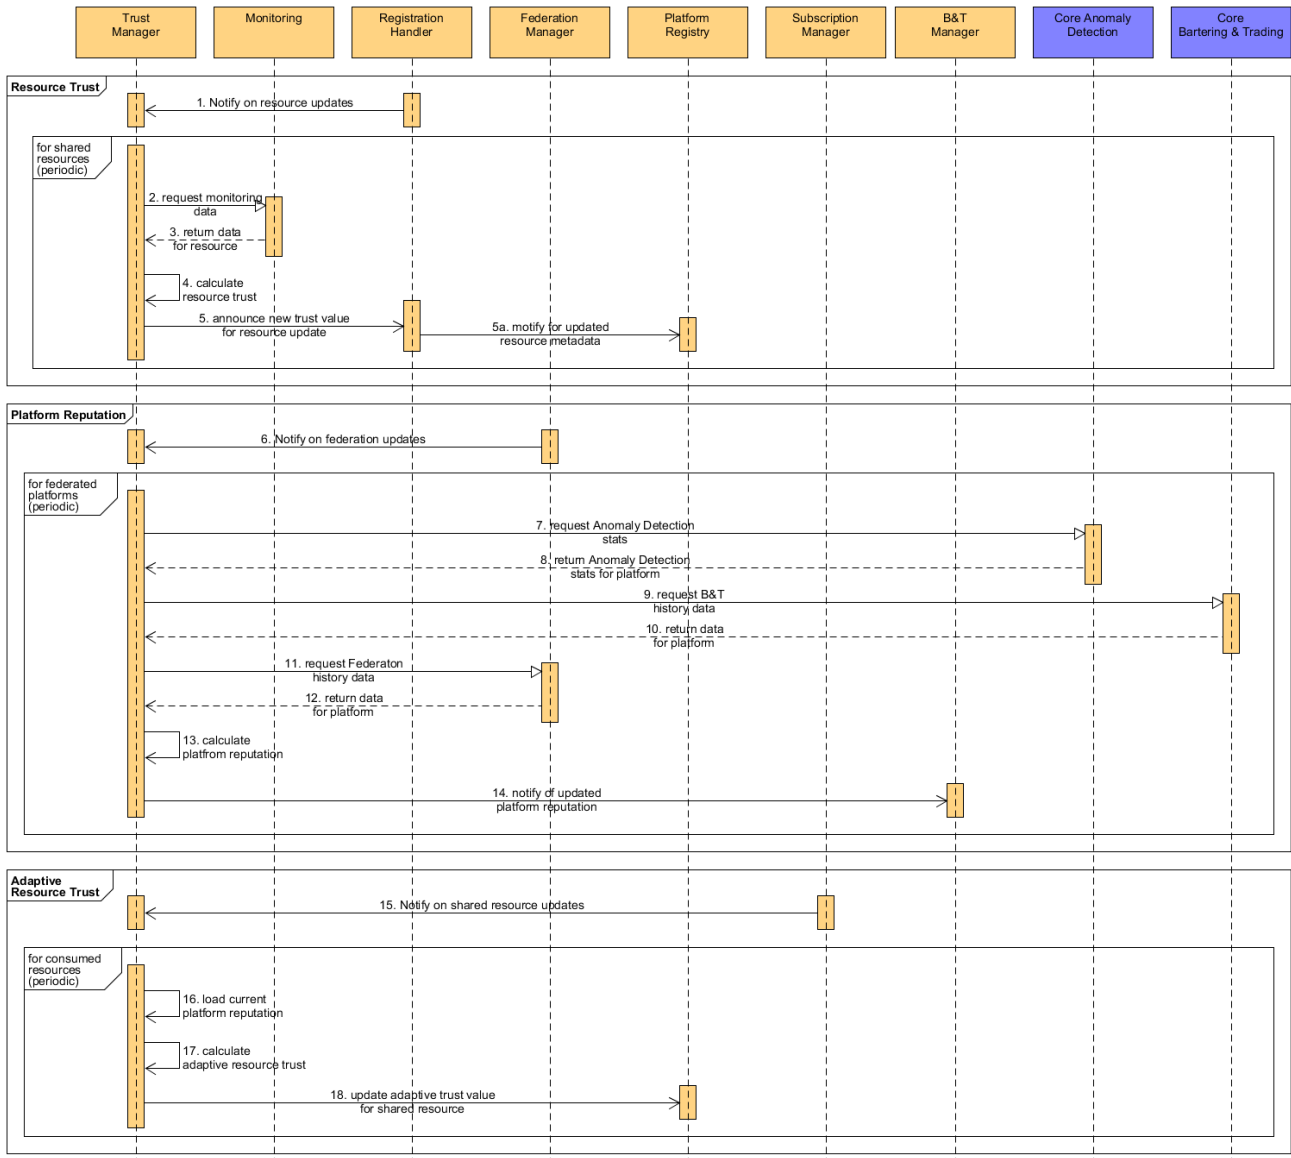 Trust
Manager
Monitoring
Registration
Handler
Federation
Manager
Platform
Registry
Subscription
Manager
B&T
Manager
Core Anomaly
Detection
Core
Bartering & Trading
Resource Trust
1. Notify on resource updates
for shared
resources
(periodic)
2. request monitoring
data
3. return data
for resource
4. calculate
resource trust
5. announce new trust value
for resource update
5a. motify for updated
resource metadata
Platform Reputation
6. Notify on federation updates
for federated
platforms
(periodic)
7. request Anomaly Detection
stats
8. return Anomaly Detection
stats for platform
9. request B&T
history data
10. return data
for platform
11. request Federaton
history data
12. return data
for platform
13. calculate
platfrom reputation
14. notify of updated
platform reputation
Adaptive
Resource Trust
15. Notify on shared resource updates
for consumed
resources
(periodic)
16. load current
platform reputation
17. calculate
adaptive resource trust
18. update adaptive trust value
for shared resource